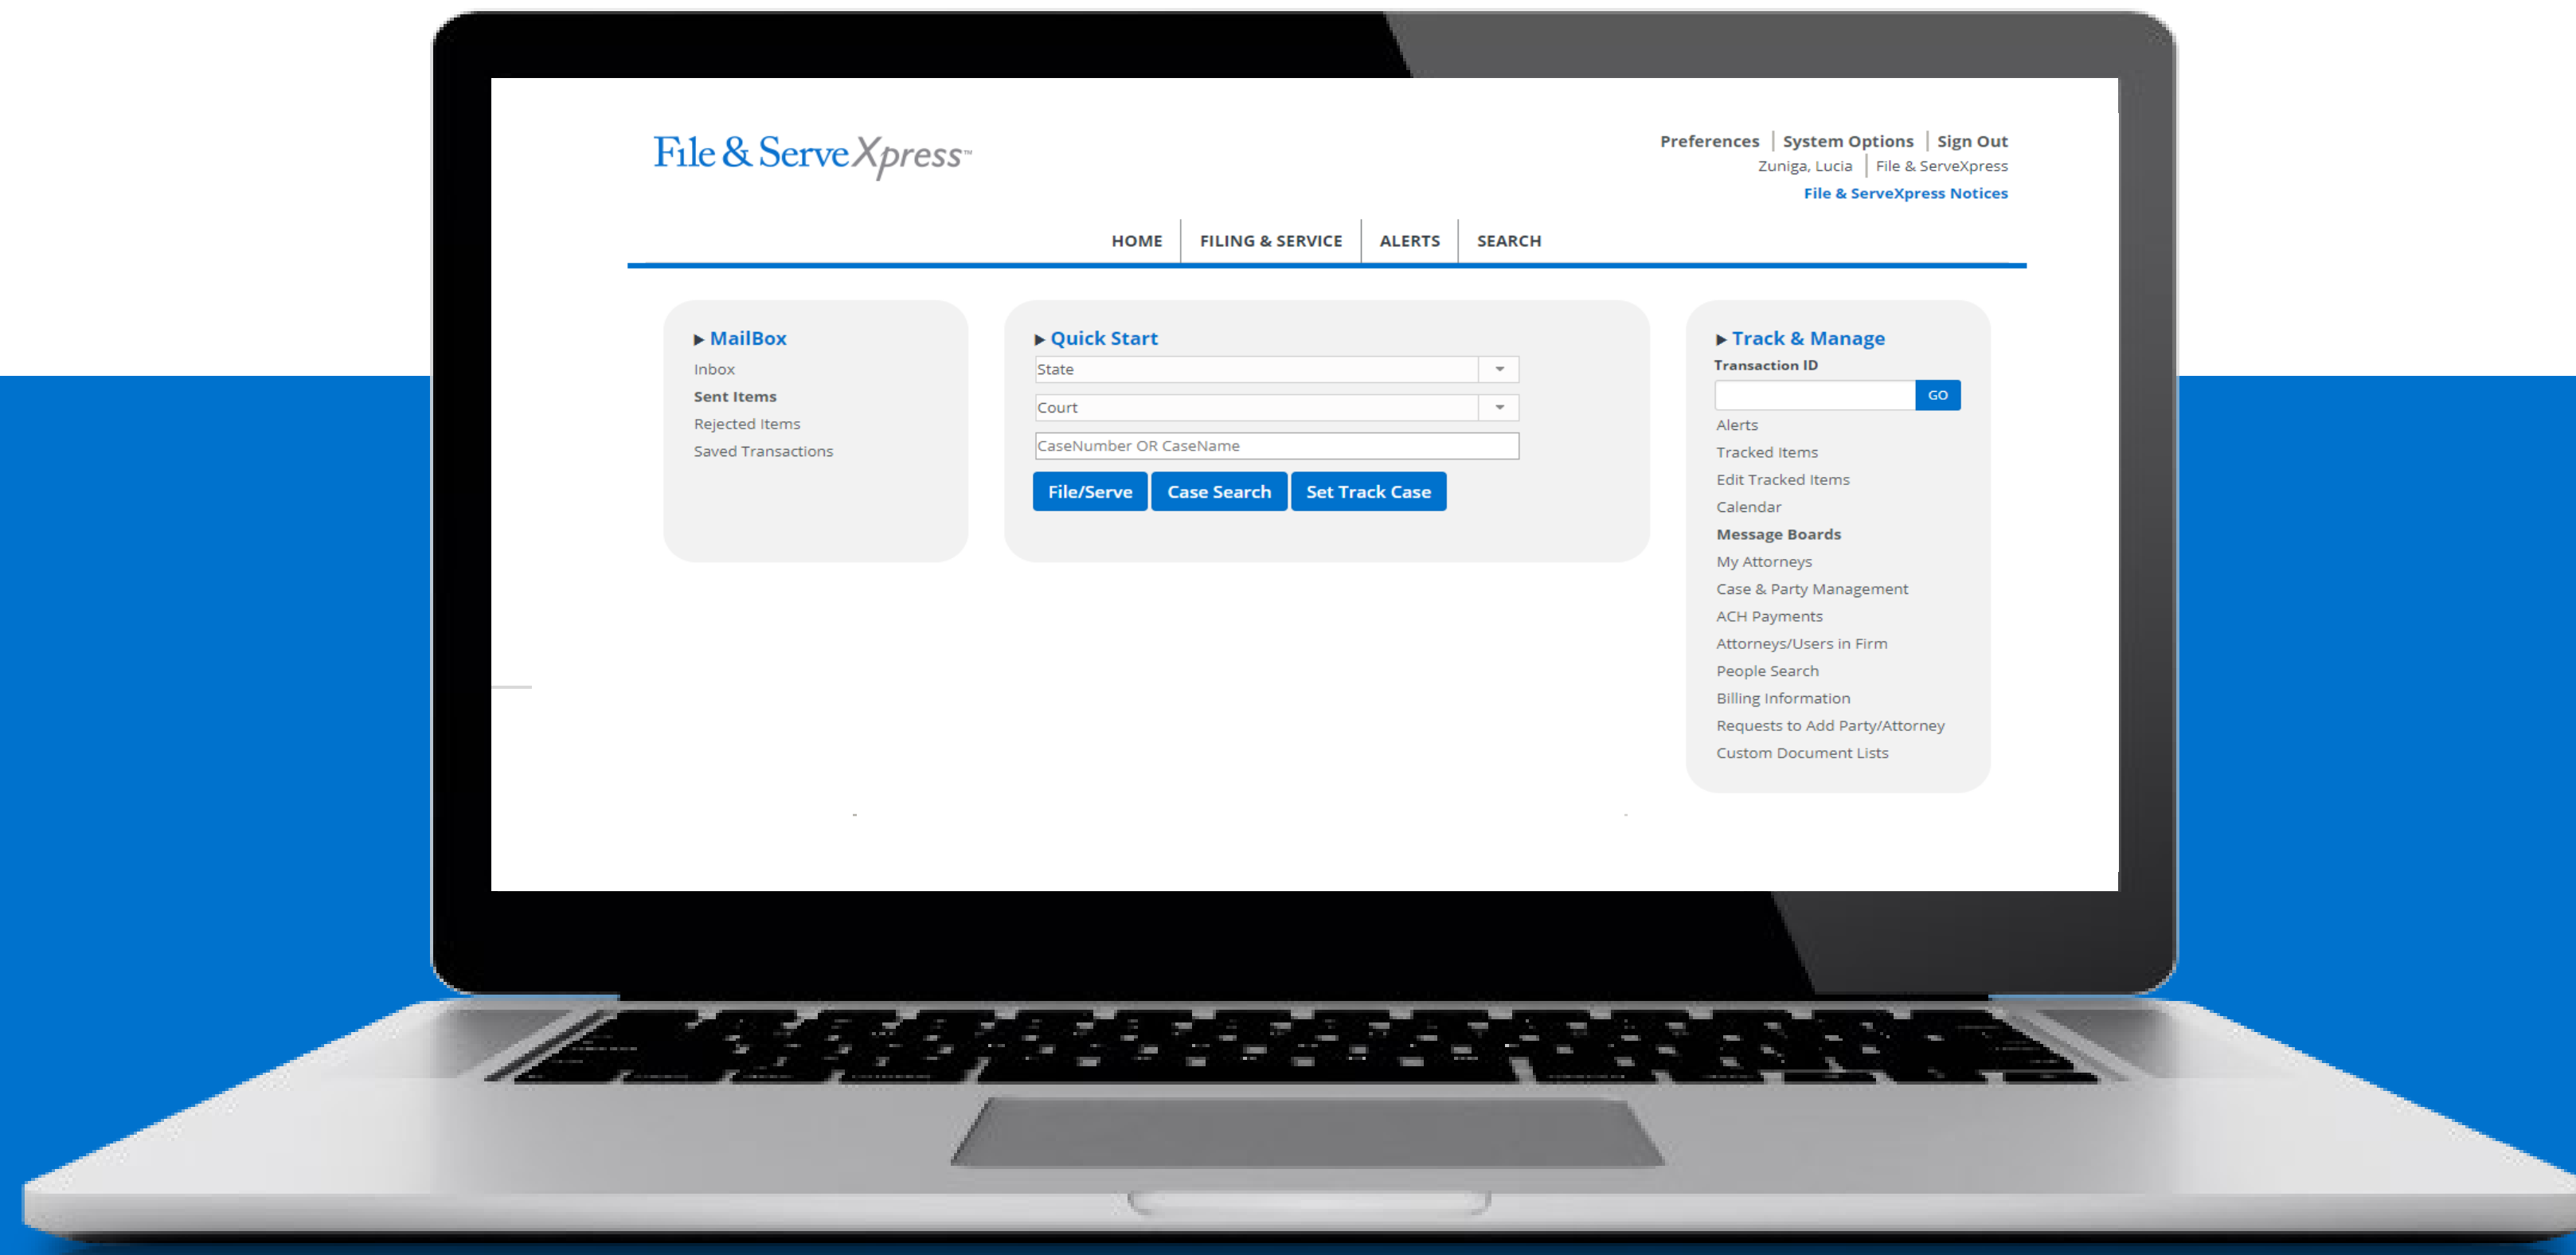 File & ServeXpress™
Preferences | System Options | Sign Out
Zuniga, Lucia | File & ServeXpress
File & ServeXpress Notices
HOME | FILING & SERVICE | ALERTS | SEARCH
MailBox
Inbox
Sent Items
Rejected Items
Saved Transactions
Quick Start
State
Court
CaseNumber OR CaseName
File/Serve Case Search Set Track Case
Track & Manage
Transaction ID
GO
Alerts
Tracked Items
Edit Tracked Items
Calendar
Message Boards
My Attorneys
Case & Party Management
ACH Payments
Attorneys/Users in Firm
People Search
Billing Information
Requests to Add Party/Attorney
Custom Document Lists